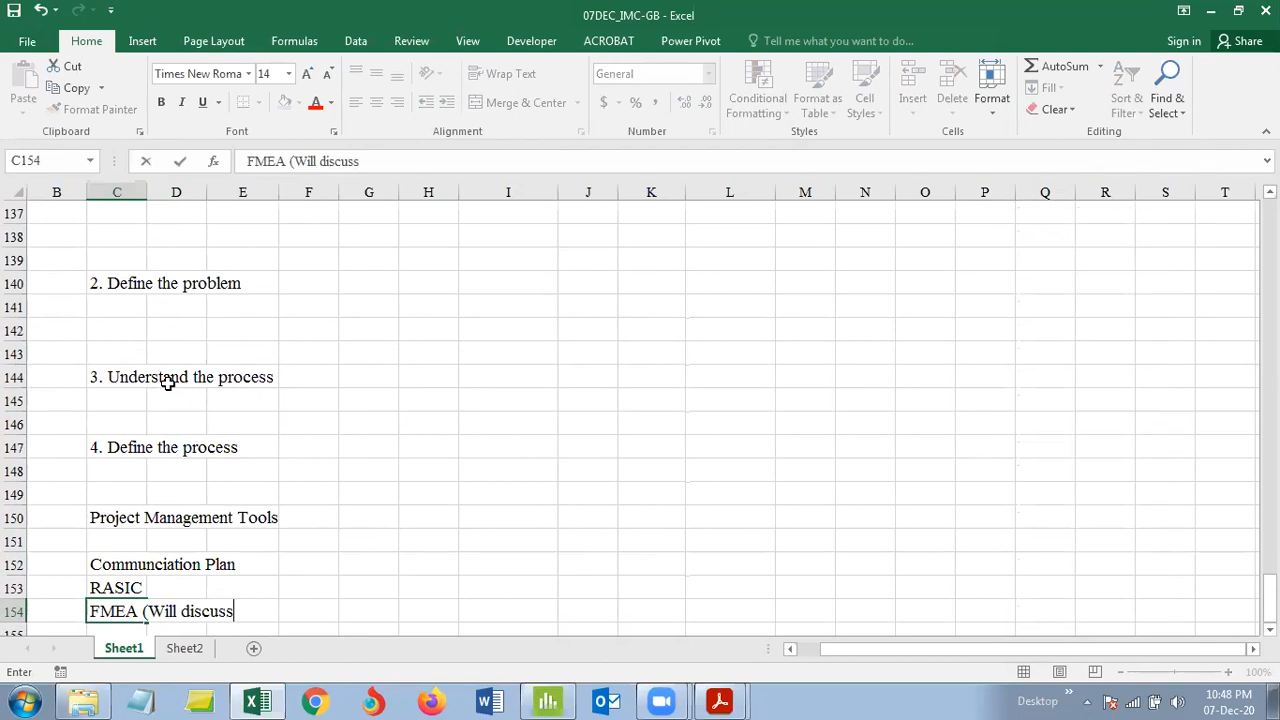 07DEC_IMC-GB - Excel
File Home Insert Page Layout Formulas Data Review View Developer ACROBAT Power Pivot Tell me what you want to do... Sign in Share
Paste
Cut
Copy
Format Painter
Clipboard
Times New Roma 14
B I U
Font
Wrap Text
Merge & Center
Alignment
General
$ % ,
Number
Conditional Formatting
Format as Table
Cell Styles
Styles
Insert Delete Format
Cells
AutoSum
Fill
Clear
Sort & Filter
Find & Select
Editing
C154 fx FMEA (Will discuss
B C D E F G H I J K L M N O P Q R S T
137
138
139
140 2. Define the problem
141
142
143
144 3. Understand the process
145
146
147 4. Define the process
148
149
150 Project Management Tools
151
152 Communciation Plan
153 RASIC
154 FMEA (Will discuss
155
Sheet1 Sheet2
Enter 100%
Desktop 10:48 PM
07-Dec-20